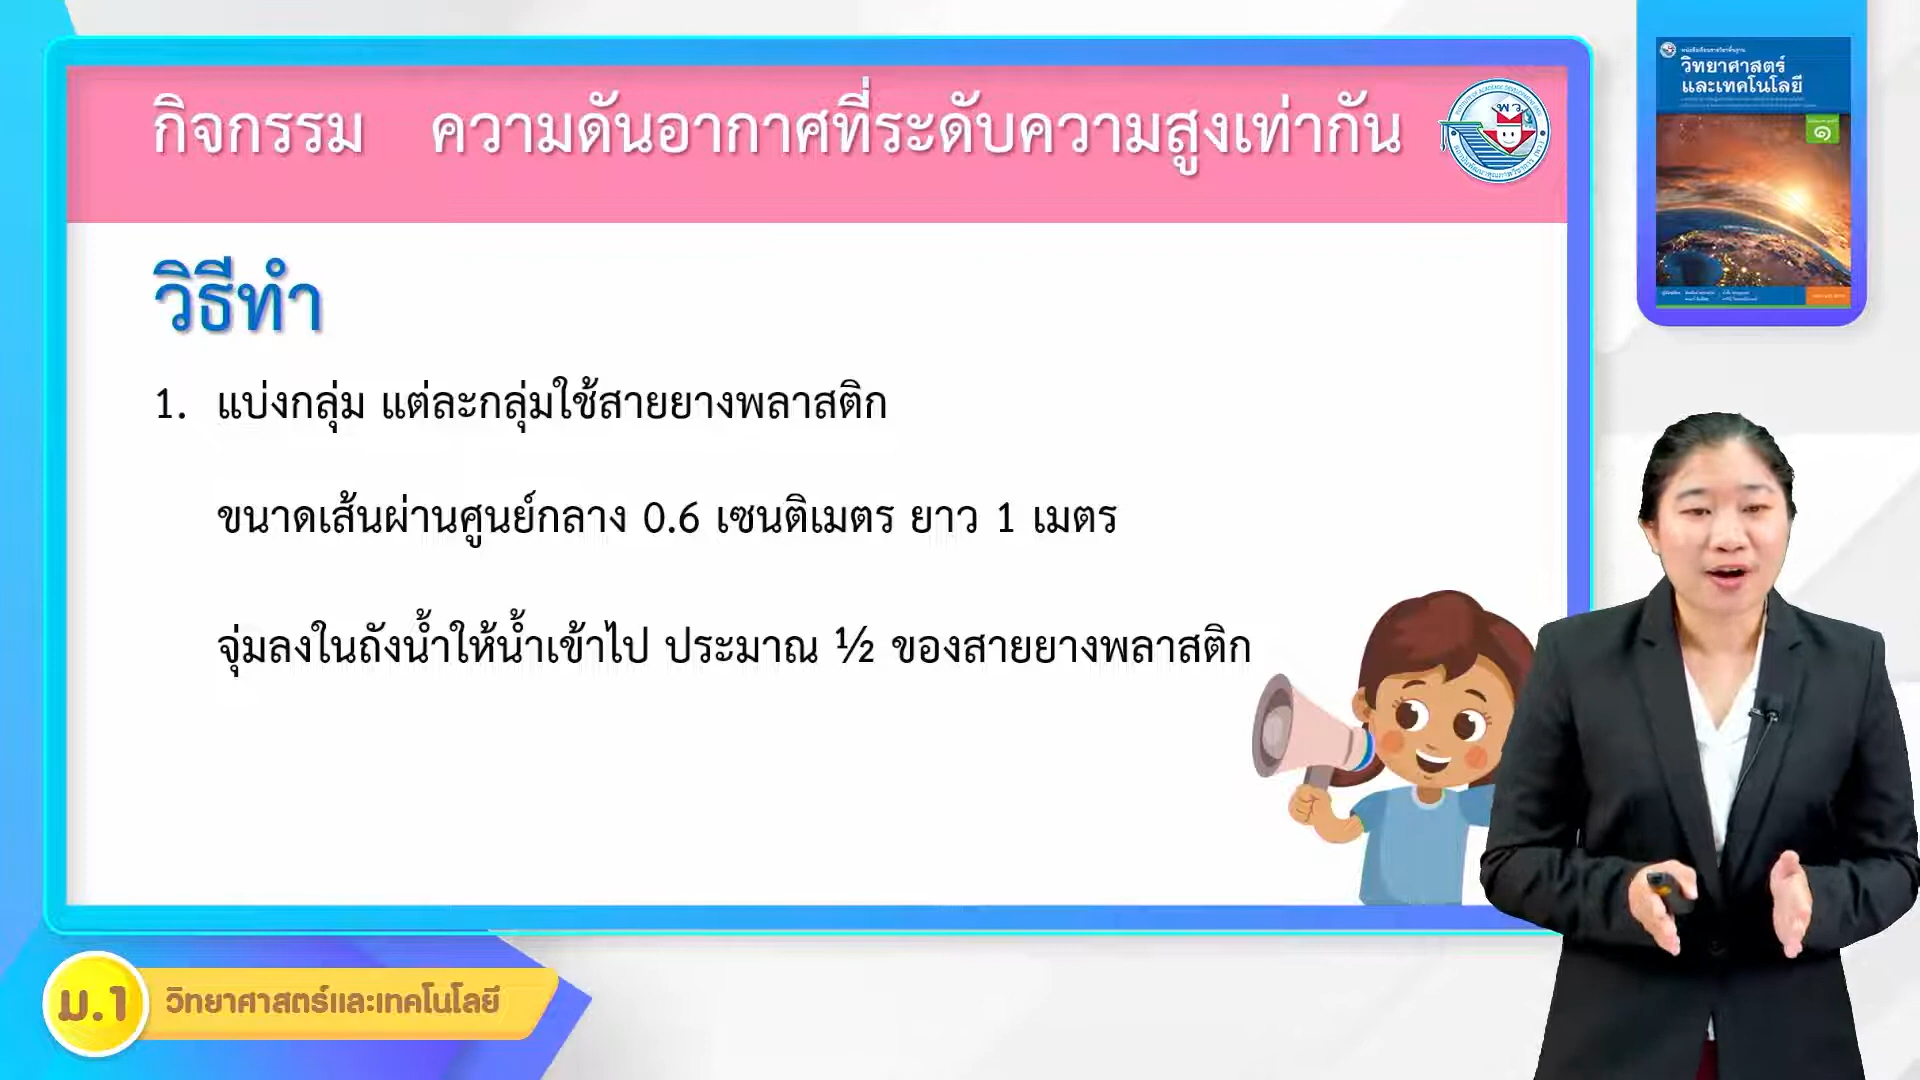 กิจกรรม ความดันอากาศที่ระดับความสูงเท่ากัน
พว.
วิทยาศาสตร์
และเทคโนโลยี
๑
วิธีทำ
1. แบ่งกลุ่ม แต่ละกลุ่มใช้สายยางพลาสติก
ขนาดเส้นผ่านศูนย์กลาง 0.6 เซนติเมตร ยาว 1 เมตร
จุ่มลงในถังน้ำให้น้ำเข้าไป ประมาณ ½ ของสายยางพลาสติก
ม.1 วิทยาศาสตร์และเทคโนโลยี